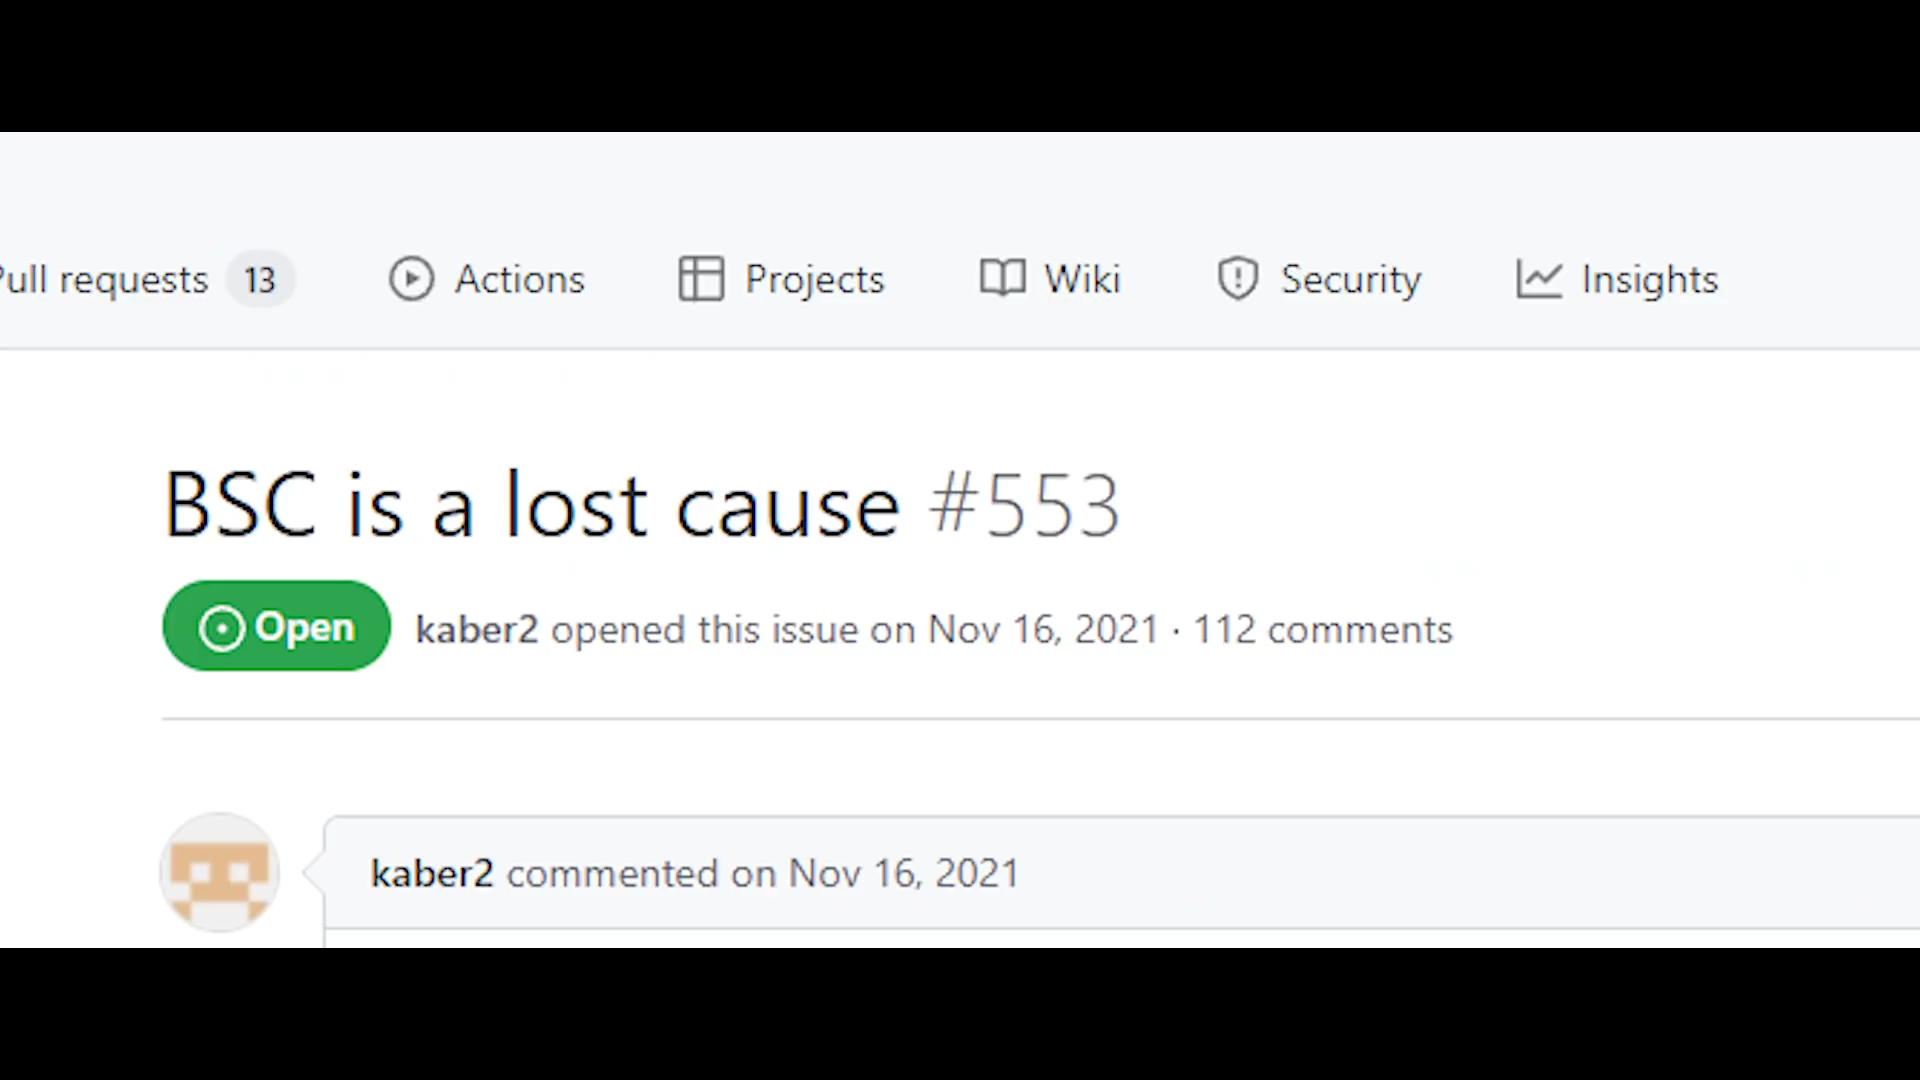 Pull requests 13 Actions Projects Wiki Security Insights
BSC is a lost cause #553
Open kaber2 opened this issue on Nov 16, 2021 · 112 comments
kaber2 commented on Nov 16, 2021